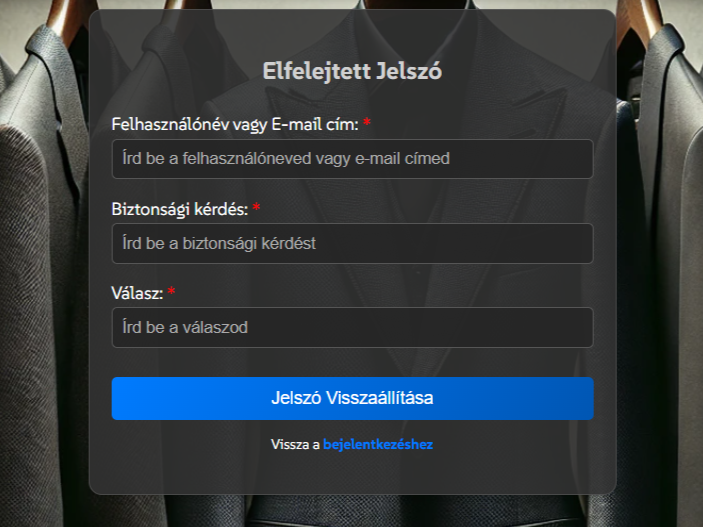 Elfelejtett Jelszó
Felhasználónév vagy E-mail cím: *
Írd be a felhasználóneved vagy e-mail címed
Biztonsági kérdés: *
Írd be a biztonsági kérdést
Válasz: *
Írd be a válaszod
Jelszó Visszaállítása
Vissza a bejelentkezéshez